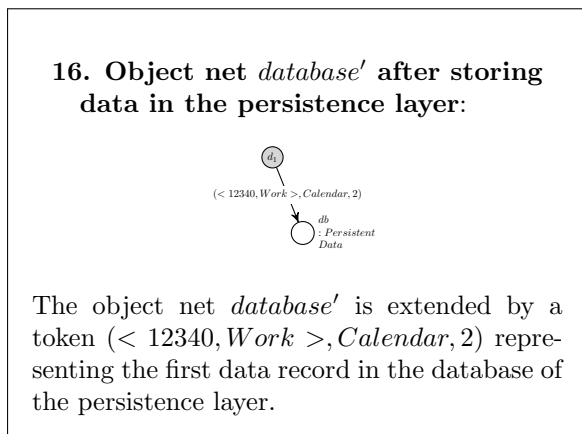 16. Object net database′ after storing
data in the persistence layer:
d1
(< 12340, Work >, Calendar, 2)
db
: Persistent
Data
The object net database′ is extended by a
token (< 12340, Work >, Calendar, 2) repre-
senting the first data record in the database of
the persistence layer.